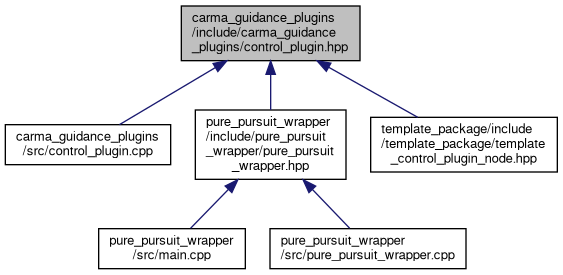 carma_guidance_plugins
/include/carma_guidance
_plugins/control_plugin.hpp
carma_guidance_plugins
/src/control_plugin.cpp
pure_pursuit_wrapper
/include/pure_pursuit
_wrapper/pure_pursuit
_wrapper.hpp
template_package/include
/template_package/template
_control_plugin_node.hpp
pure_pursuit_wrapper
/src/main.cpp
pure_pursuit_wrapper
/src/pure_pursuit_wrapper.cpp